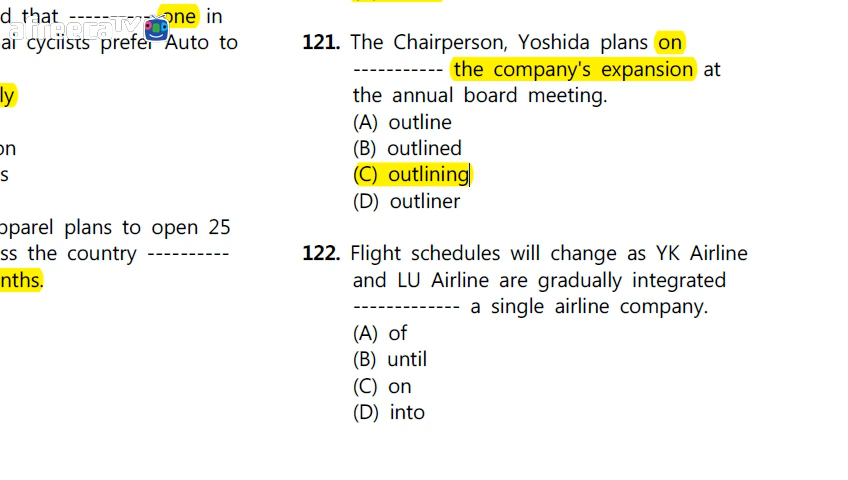 d that ----------- one in
al cyclists prefer Auto to
ly
on
s
pparel plans to open 25
ss the country ----------
nths.
121. The Chairperson, Yoshida plans on
----------- the company's expansion at
the annual board meeting.
(A) outline
(B) outlined
(C) outlining
(D) outliner
122. Flight schedules will change as YK Airline
and LU Airline are gradually integrated
------------- a single airline company.
(A) of
(B) until
(C) on
(D) into